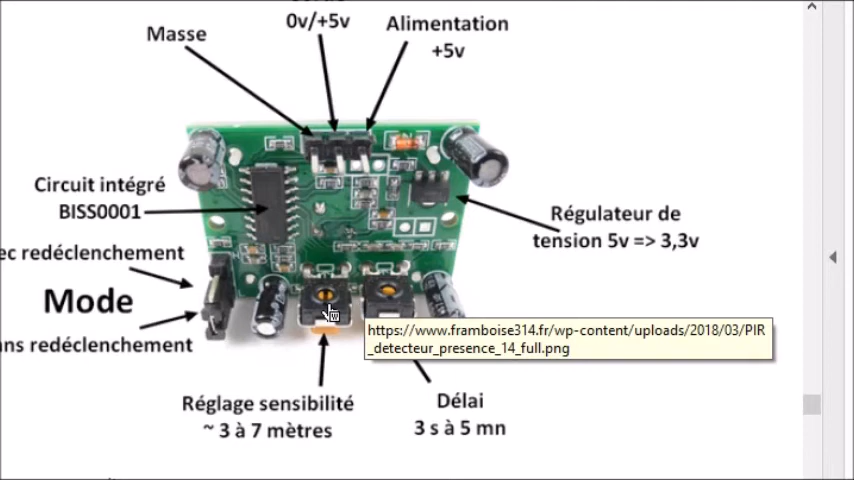 0v/+5v
Masse
Alimentation
+5v
Circuit intégré
BISS0001
Régulateur de
tension 5v => 3,3v
ec redéclenchement
Mode
ans redéclenchement
https://www.framboise314.fr/wp-content/uploads/2018/03/PIR
_detecteur_presence_14_full.png
Réglage sensibilité
~ 3 à 7 mètres
Délai
3 s à 5 mn